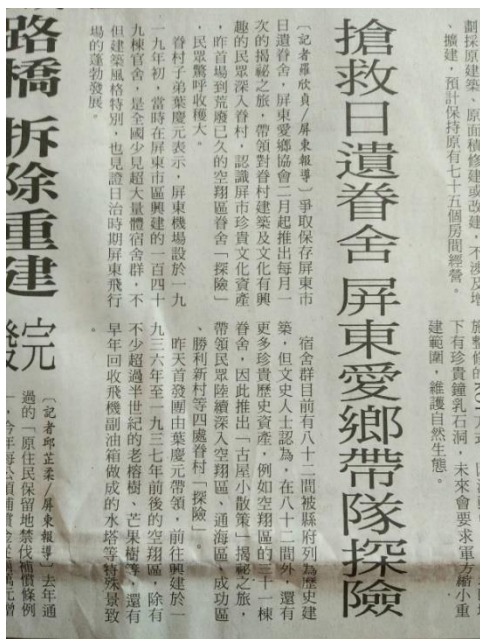 劃採原建築、原面積修建或改建，不涉及增
、擴建，預計保持原有七十五個房間經營。
下有珍貴鐘乳石洞，未來會要求軍方縮小重
建範圍，維護自然生態。
搶救日遺眷舍 屏東愛鄉帶隊探險
〔記者羅欣貞／屏東報導〕爭取保存屏東市
日遺眷舍，屏東愛鄉協會二月起推出每月一
次的揭祕之旅，帶領對眷村建築及文化有興
趣的民眾深入眷村，認識屏市珍貴文化資產
，昨首場到荒廢已久的空翔區眷舍「探險」
，民眾驚呼收穫大。
眷村子弟葉慶元表示，屏東機場設於一九
一九年初，當時在屏東市區興建的一百四十
九棟官舍，是全國少見超大量體宿舍群，不
但建築風格特別，也見證日治時期屏東飛行
場的蓬勃發展。
宿舍群目前有八十二間被縣府列為歷史建
築，但文史人士認為，在八十二間外，還有
更多珍貴歷史資產，例如空翔區的三十一棟
眷舍，因此推出「古屋小散策」揭祕之旅，
帶領民眾陸續深入空翔區、通海區、成功區
、勝利新村等四處眷村「探險」。
昨天首發團由葉慶元帶領，前往興建於一
九三六年至一九三七年前後的空翔區，除有
不少超過半世紀的老榕樹、芒果樹等，還有
早年回收飛機副油箱做成的水塔等特殊景致
路橋 拆除重建 完
〔記者邱芷柔／屏東報導〕去年通
過的「原住民保留地禁伐補償條例